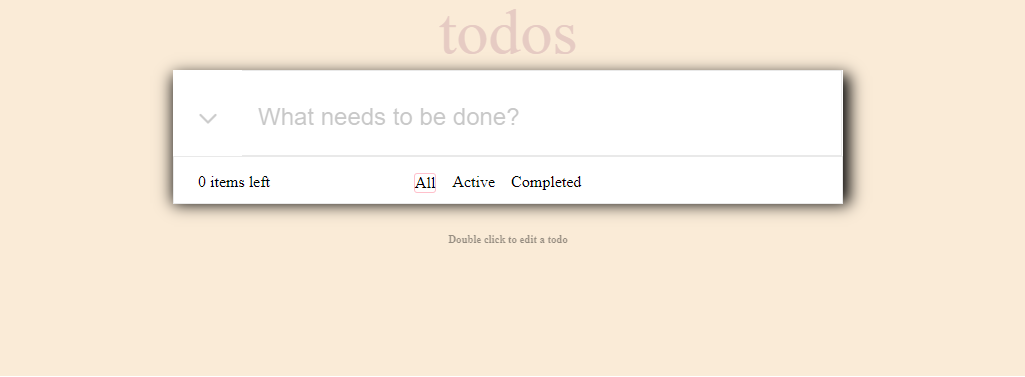 todos
What needs to be done?
0 items left All Active Completed
Double click to edit a todo